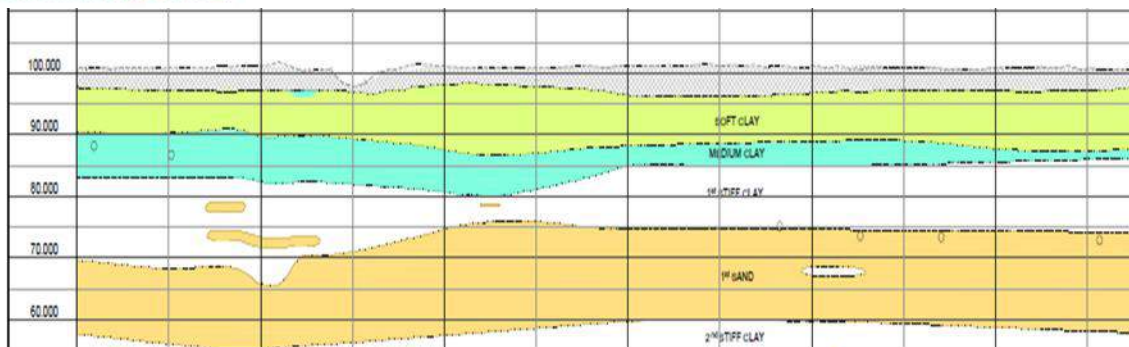 100.000
SOFT CLAY
90.000
MEDIUM CLAY
80.000
1ST STIFF CLAY
70.000
1ST SAND
60.000
2ND STIFF CLAY